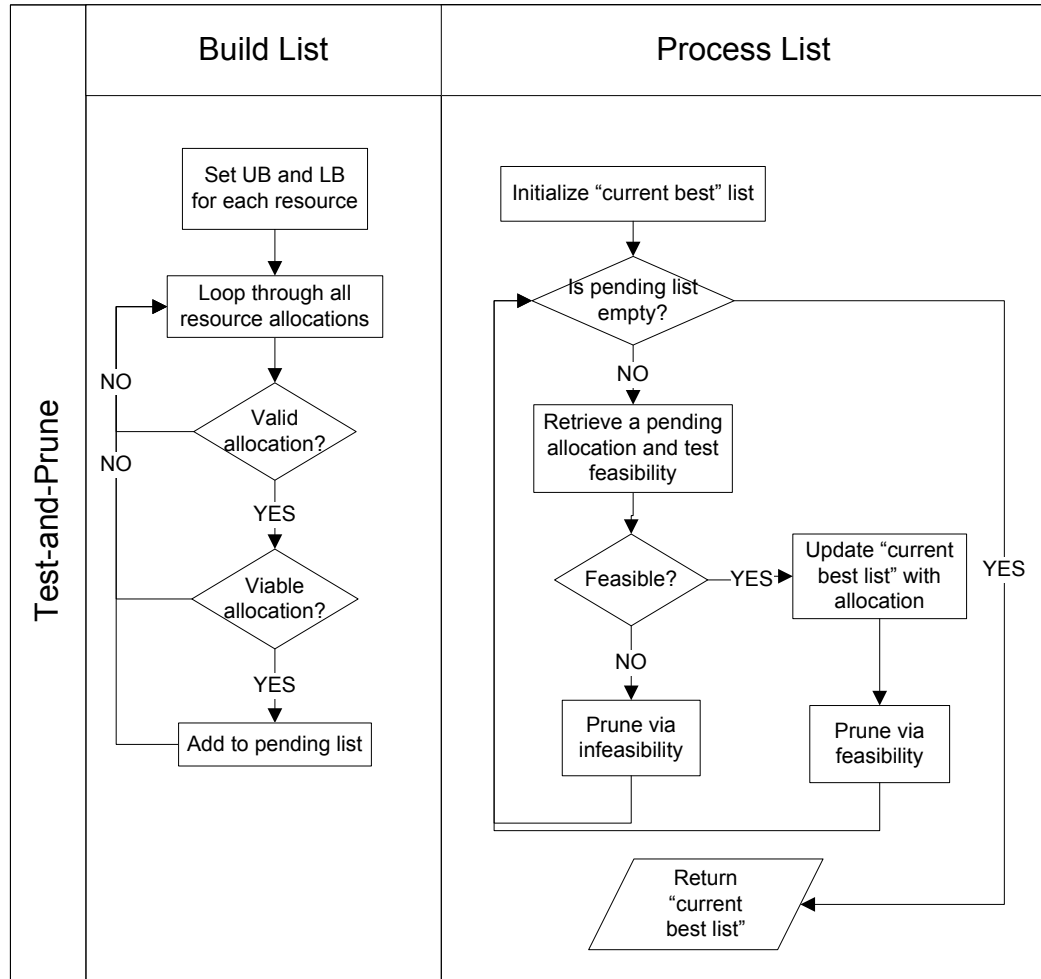 Build List
Process List
Test-and-Prune
Set UB and LB
for each resource
Loop through all
resource allocations
NO
Valid
allocation?
NO
YES
Viable
allocation?
YES
Add to pending list
Initialize “current best” list
Is pending list
empty?
NO
Retrieve a pending
allocation and test
feasibility
Feasible?
YES
Update “current
best list” with
allocation
YES
NO
Prune via
infeasibility
Prune via
feasibility
Return
“current
best list”